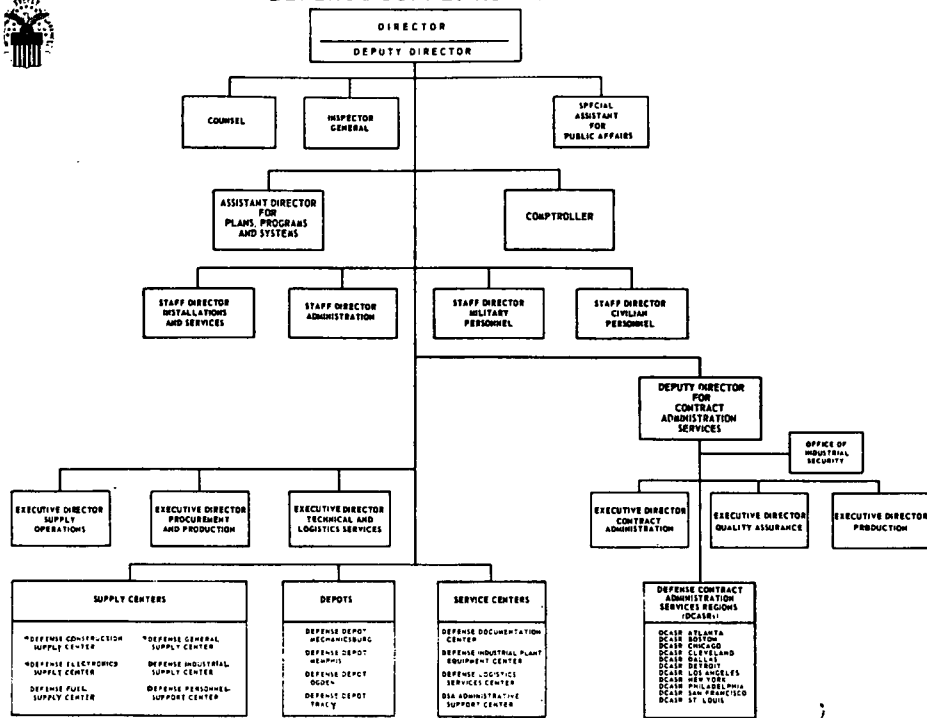 DIRECTOR
DEPUTY DIRECTOR
COUNSEL
INSPECTOR
GENERAL
SPECIAL
ASSISTANT
FOR
PUBLIC AFFAIRS
ASSISTANT DIRECTOR
FOR
PLANS, PROGRAMS
AND SYSTEMS
COMPTROLLER
STAFF DIRECTOR
INSTALLATIONS
AND SERVICES
STAFF DIRECTOR
ADMINISTRATION
STAFF DIRECTOR
MILITARY
PERSONNEL
STAFF DIRECTOR
CIVILIAN
PERSONNEL
DEPUTY DIRECTOR
FOR
CONTRACT
ADMINISTRATION
SERVICES
OFFICE OF
INDUSTRIAL
SECURITY
EXECUTIVE DIRECTOR
SUPPLY
OPERATIONS
EXECUTIVE DIRECTOR
PROCUREMENT
AND PRODUCTION
EXECUTIVE DIRECTOR
TECHNICAL AND
LOGISTICS SERVICES
EXECUTIVE DIRECTOR
CONTRACT
ADMINISTRATION
EXECUTIVE DIRECTOR
QUALITY ASSURANCE
EXECUTIVE DIRECTOR
PRODUCTION
SUPPLY CENTERS
*DEFENSE CONSTRUCTION
SUPPLY CENTER
*DEFENSE GENERAL
SUPPLY CENTER
*DEFENSE ELECTRONICS
SUPPLY CENTER
DEFENSE INDUSTRIAL
SUPPLY CENTER
DEFENSE FUEL
SUPPLY CENTER
*DEFENSE PERSONNEL
SUPPORT CENTER
DEPOTS
DEFENSE DEPOT
MECHANICSBURG
DEFENSE DEPOT
MEMPHIS
DEFENSE DEPOT
OGDEN
DEFENSE DEPOT
TRACY
SERVICE CENTERS
DEFENSE DOCUMENTATION
CENTER
DEFENSE INDUSTRIAL PLANT
EQUIPMENT CENTER
DEFENSE LOGISTICS
SERVICES CENTER
DSA ADMINISTRATIVE
SUPPORT CENTER
DEFENSE CONTRACT
ADMINISTRATION
SERVICES REGIONS
(DCASRs)
DCASR ATLANTA
DCASR BOSTON
DCASR CHICAGO
DCASR CLEVELAND
DCASR DALLAS
DCASR DETROIT
DCASR LOS ANGELES
DCASR NEW YORK
DCASR PHILADELPHIA
DCASR SAN FRANCISCO
DCASR ST LOUIS